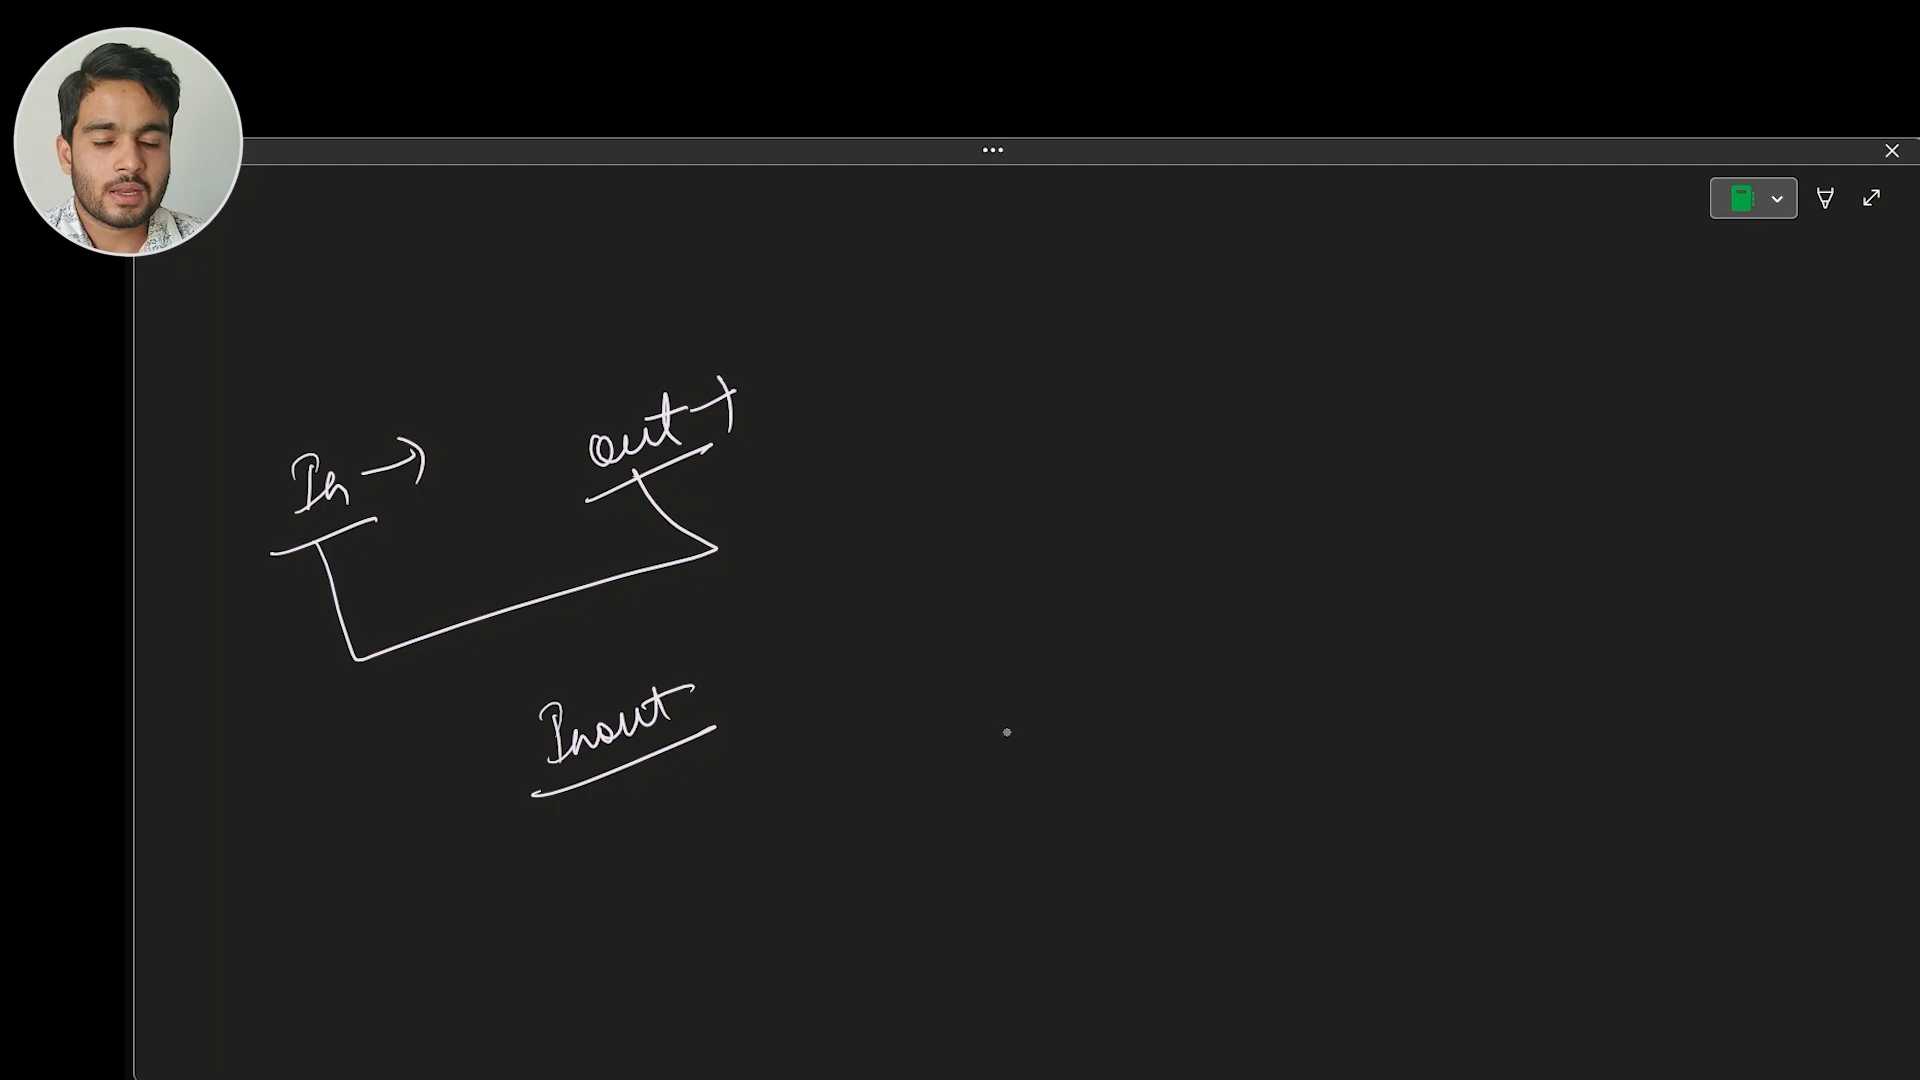 In →
out →
Inout